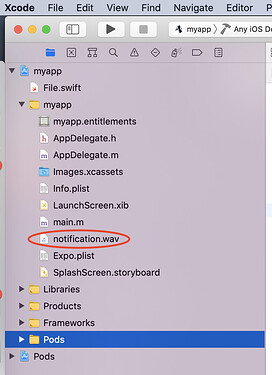 Xcode File Edit View Find Navigate Editor
myapp
Any iOS D
myapp
File.swift
myapp
myapp.entitlements
AppDelegate.h
AppDelegate.m
Images.xcassets
Info.plist
LaunchScreen.xib
main.m
notification.wav
Expo.plist
SplashScreen.storyboard
Libraries
Products
Frameworks
Pods
Pods